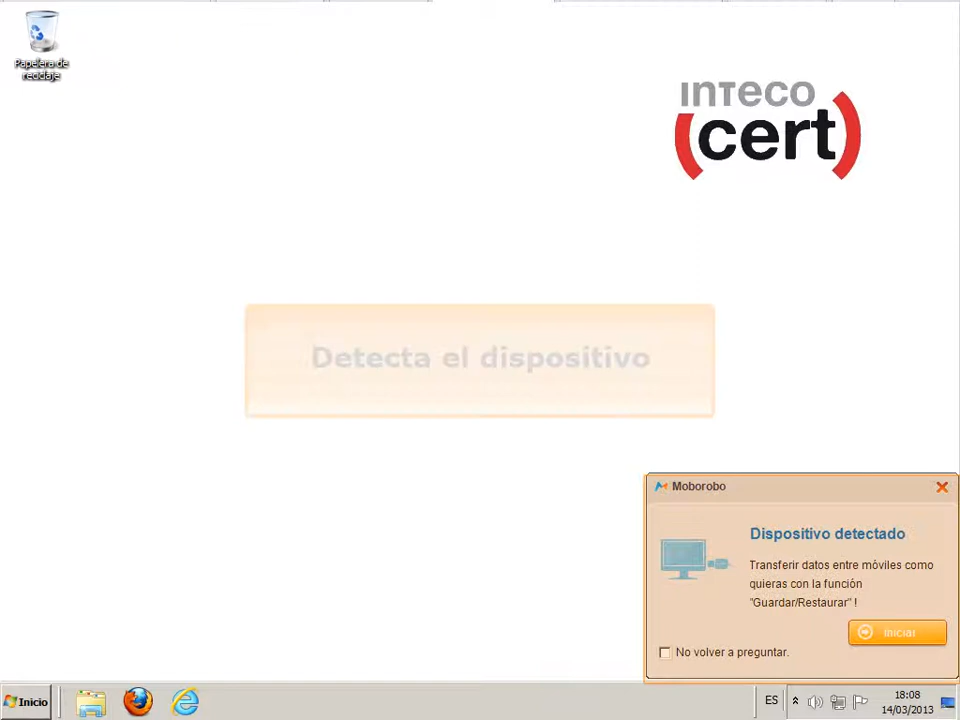 Papelera de
reciclaje
inteco
(cert)
Detecta el dispositivo
Moborobo
Dispositivo detectado
Transferir datos entre móviles como
quieras con la función
"Guardar/Restaurar" !
Iniciar
No volver a preguntar.
Inicio
ES
18:08
14/03/2013